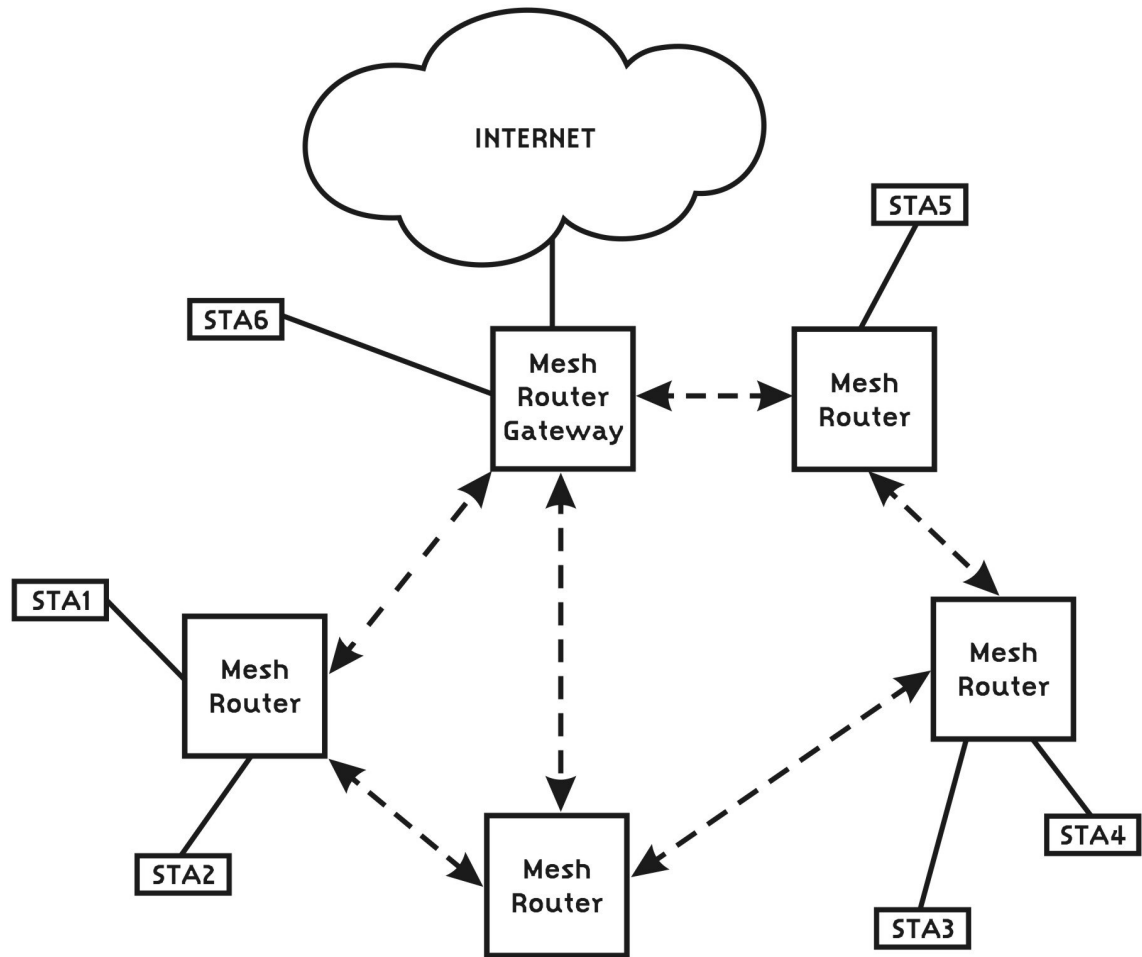 INTERNET
STA5
STA6
Mesh
Router
Gateway
Mesh
Router
STA1
Mesh
Router
Mesh
Router
STA2
STA4
Mesh
Router
STA3